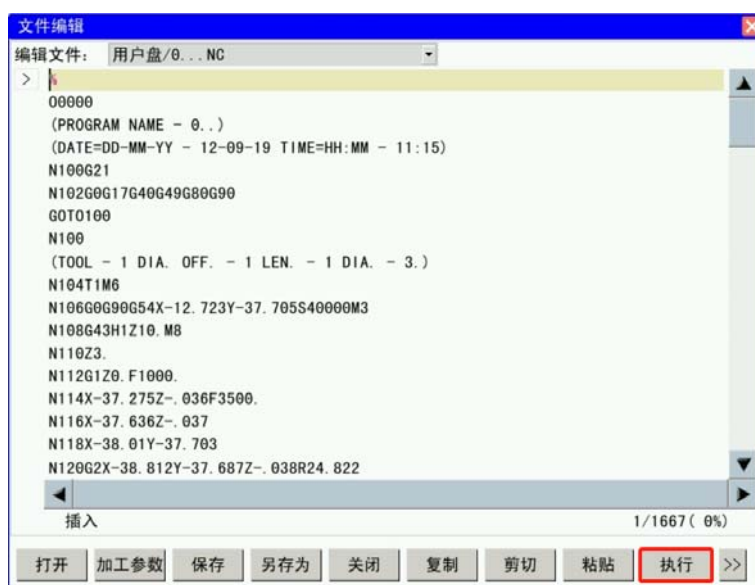 文件编辑
编辑文件： 用户盘/0...NC
> %
O0000
(PROGRAM NAME - 0..)
(DATE=DD-MM-YY - 12-09-19 TIME=HH:MM - 11:15)
N100G21
N102G0G17G40G49G80G90
GOTO100
N100
(TOOL - 1 DIA. OFF. - 1 LEN. - 1 DIA. - 3.)
N104T1M6
N106G0G90G54X-12.723Y-37.705S40000M3
N108G43H1Z10.M8
N110Z3.
N112G1Z0.F1000.
N114X-37.275Z-.036F3500.
N116X-37.636Z-.037
N118X-38.01Y-37.703
N120G2X-38.812Y-37.687Z-.038R24.822
插入 1/1667( 0%)
打开 加工参数 保存 另存为 关闭 复制 剪切 粘贴 执行 >>